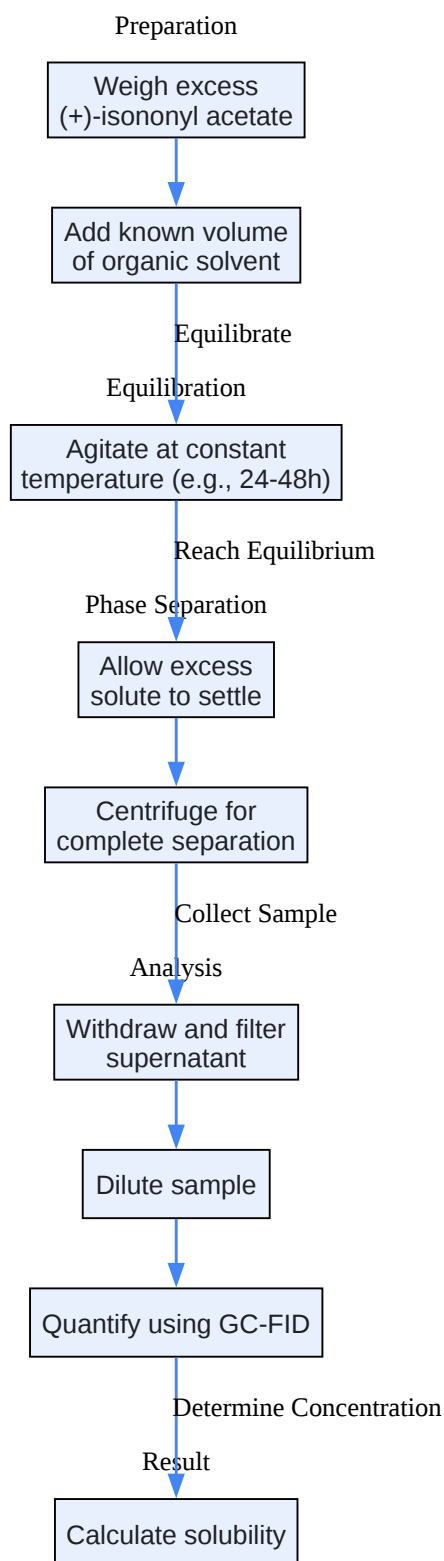 Preparation
Weigh excess
(+)-isononyl acetate
Add known volume
of organic solvent
Equilibrate
Equilibration
Agitate at constant
temperature (e.g., 24-48h)
Reach Equilibrium
Phase Separation
Allow excess
solute to settle
Centrifuge for
complete separation
Collect Sample
Analysis
Withdraw and filter
supernatant
Dilute sample
Quantify using GC-FID
Determine Concentration
Result
Calculate solubility